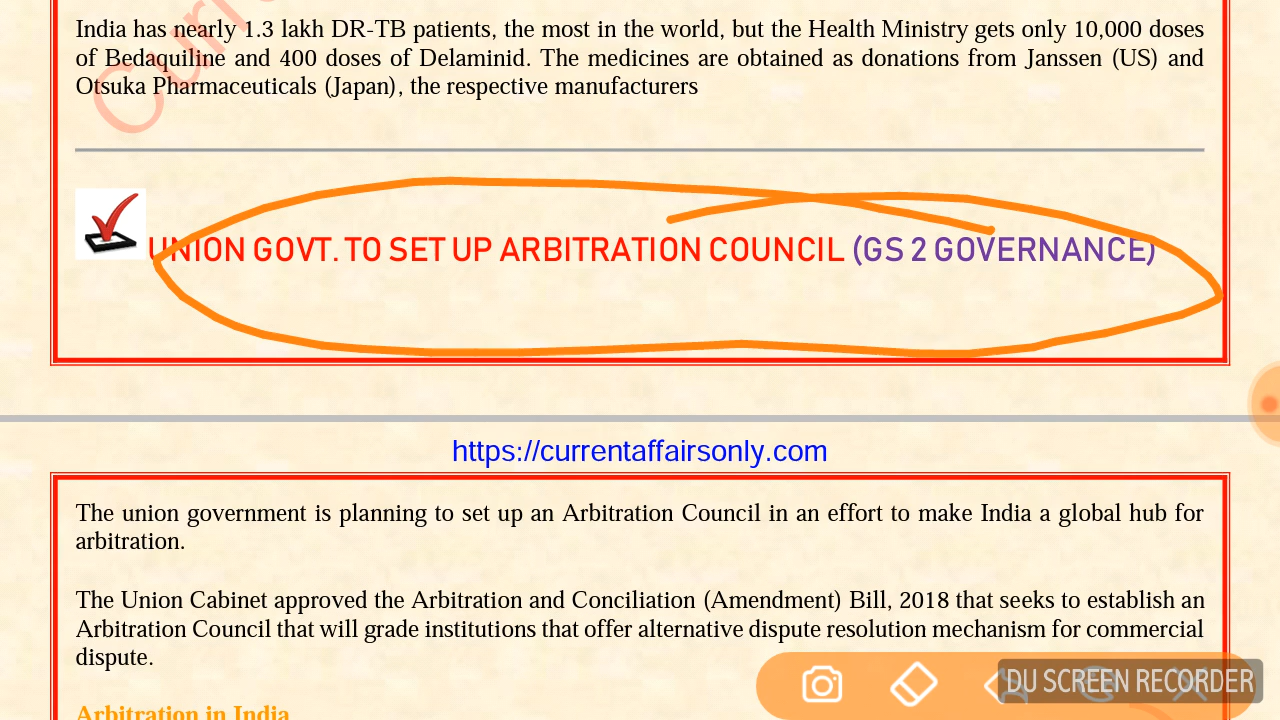 India has nearly 1.3 lakh DR-TB patients, the most in the world, but the Health Ministry gets only 10,000 doses
of Bedaquiline and 400 doses of Delaminid. The medicines are obtained as donations from Janssen (US) and
Otsuka Pharmaceuticals (Japan), the respective manufacturers
UNION GOVT. TO SET UP ARBITRATION COUNCIL (GS 2 GOVERNANCE)
https://currentaffairsonly.com
The union government is planning to set up an Arbitration Council in an effort to make India a global hub for
arbitration.
The Union Cabinet approved the Arbitration and Conciliation (Amendment) Bill, 2018 that seeks to establish an
Arbitration Council that will grade institutions that offer alternative dispute resolution mechanism for commercial
dispute.
DU SCREEN RECORDER
Arbitration in India